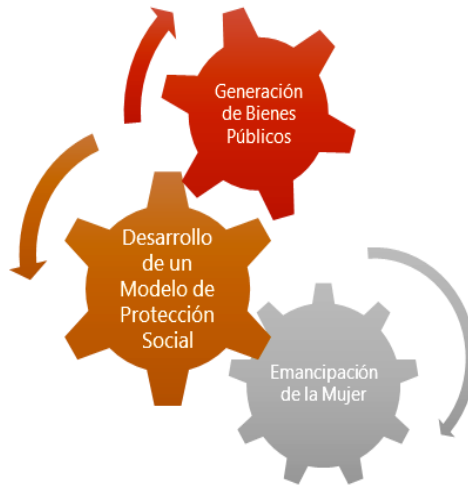 Generación
de Bienes
Públicos
Desarrollo
de un
Modelo de
Protección
Social
Emancipación
de la Mujer